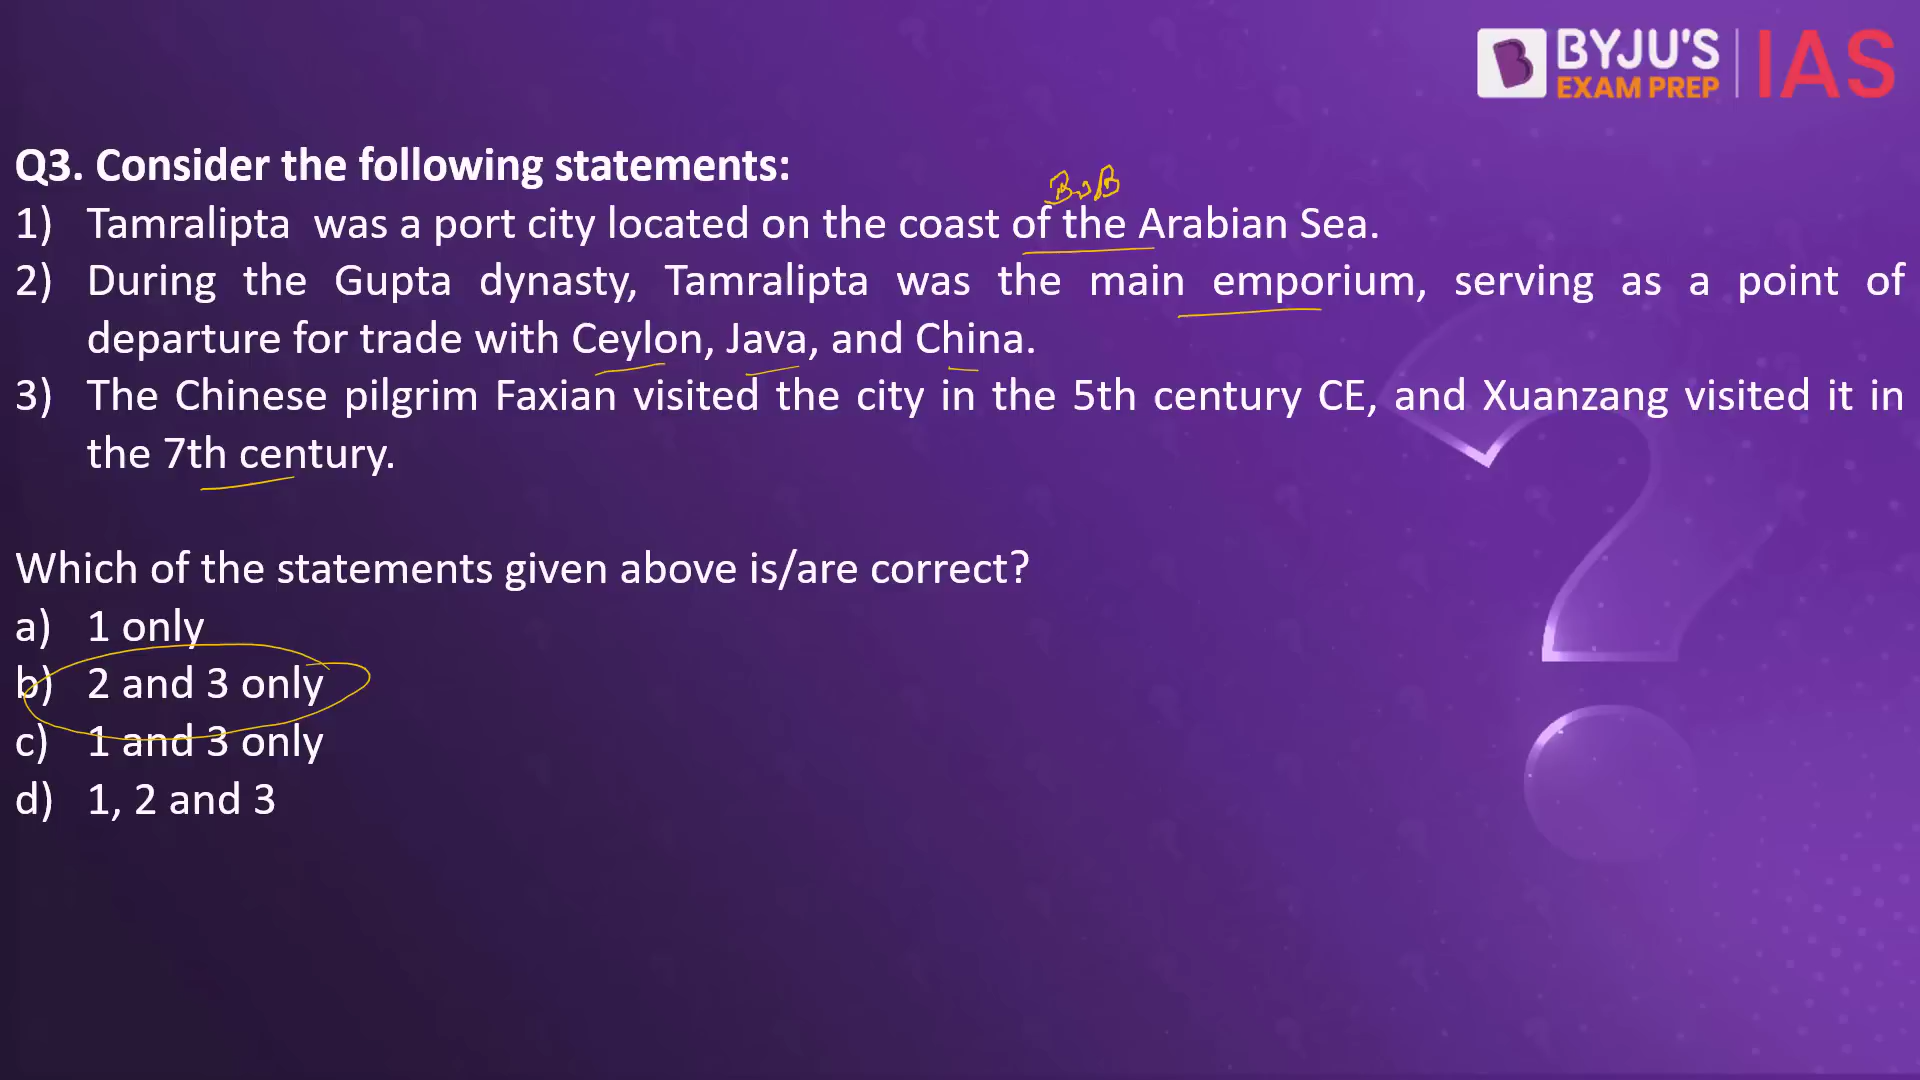 BYJU'S IAS
EXAM PREP
Q3. Consider the following statements:
BoB
1) Tamralipta was a port city located on the coast of the Arabian Sea.
2) During the Gupta dynasty, Tamralipta was the main emporium, serving as a point of
departure for trade with Ceylon, Java, and China.
3) The Chinese pilgrim Faxian visited the city in the 5th century CE, and Xuanzang visited it in
the 7th century.
Which of the statements given above is/are correct?
a) 1 only
b) 2 and 3 only
c) 1 and 3 only
d) 1, 2 and 3